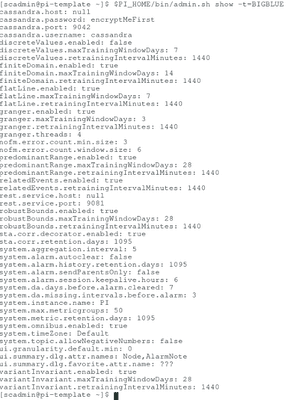 [scadmin@pi-template ~]$ $PI_HOME/bin/admin.sh show -t=BIGBLUE
cassandra.host: null
cassandra.password: encryptMeFirst
cassandra.port: 9042
cassandra.username: cassandra
discreteValues.enabled: false
discreteValues.maxTrainingWindowDays: 7
discreteValues.retrainingIntervalMinutes: 1440
finiteDomain.enabled: true
finiteDomain.maxTrainingWindowDays: 14
finiteDomain.retrainingIntervalMinutes: 1440
flatLine.enabled: true
flatLine.maxTrainingWindowDays: 7
flatLine.retrainingIntervalMinutes: 1440
granger.enabled: true
granger.maxTrainingWindowDays: 3
granger.retrainingIntervalMinutes: 1440
granger.threads: 4
nofm.error.count.min.size: 3
nofm.error.count.window.size: 6
predominantRange.enabled: true
predominantRange.maxTrainingWindowDays: 28
predominantRange.retrainingIntervalMinutes: 1440
relatedEvents.enabled: true
relatedEvents.retrainingIntervalMinutes: 1440
rest.service.host: null
rest.service.port: 9081
robustBounds.enabled: true
robustBounds.maxTrainingWindowDays: 28
robustBounds.retrainingIntervalMinutes: 1440
sta.corr.decorator.enabled: true
sta.corr.retention.days: 1095
system.aggregation.interval: 5
system.alarm.autoclear: false
system.alarm.history.retention.days: 1095
system.alarm.sendParentsOnly: false
system.alarm.session.keepalive.hours: 6
system.da.days.before.alarm.cleared: 7
system.da.missing.intervals.before.alarm: 3
system.instance.name: PI
system.max.metricgroups: 50
system.metric.retention.days: 1095
system.omnibus.enabled: true
system.timeZone: Default
system.topic.allowNegativeNumbers: false
ui.granularity.default.min: 0
ui.summary.dlg.attr.names: Node,AlarmNote
ui.summary.dlg.favorite.attr.name: ???
variantInvariant.enabled: true
variantInvariant.maxTrainingWindowDays: 28
variantInvariant.retrainingIntervalMinutes: 1440
[scadmin@pi-template ~]$